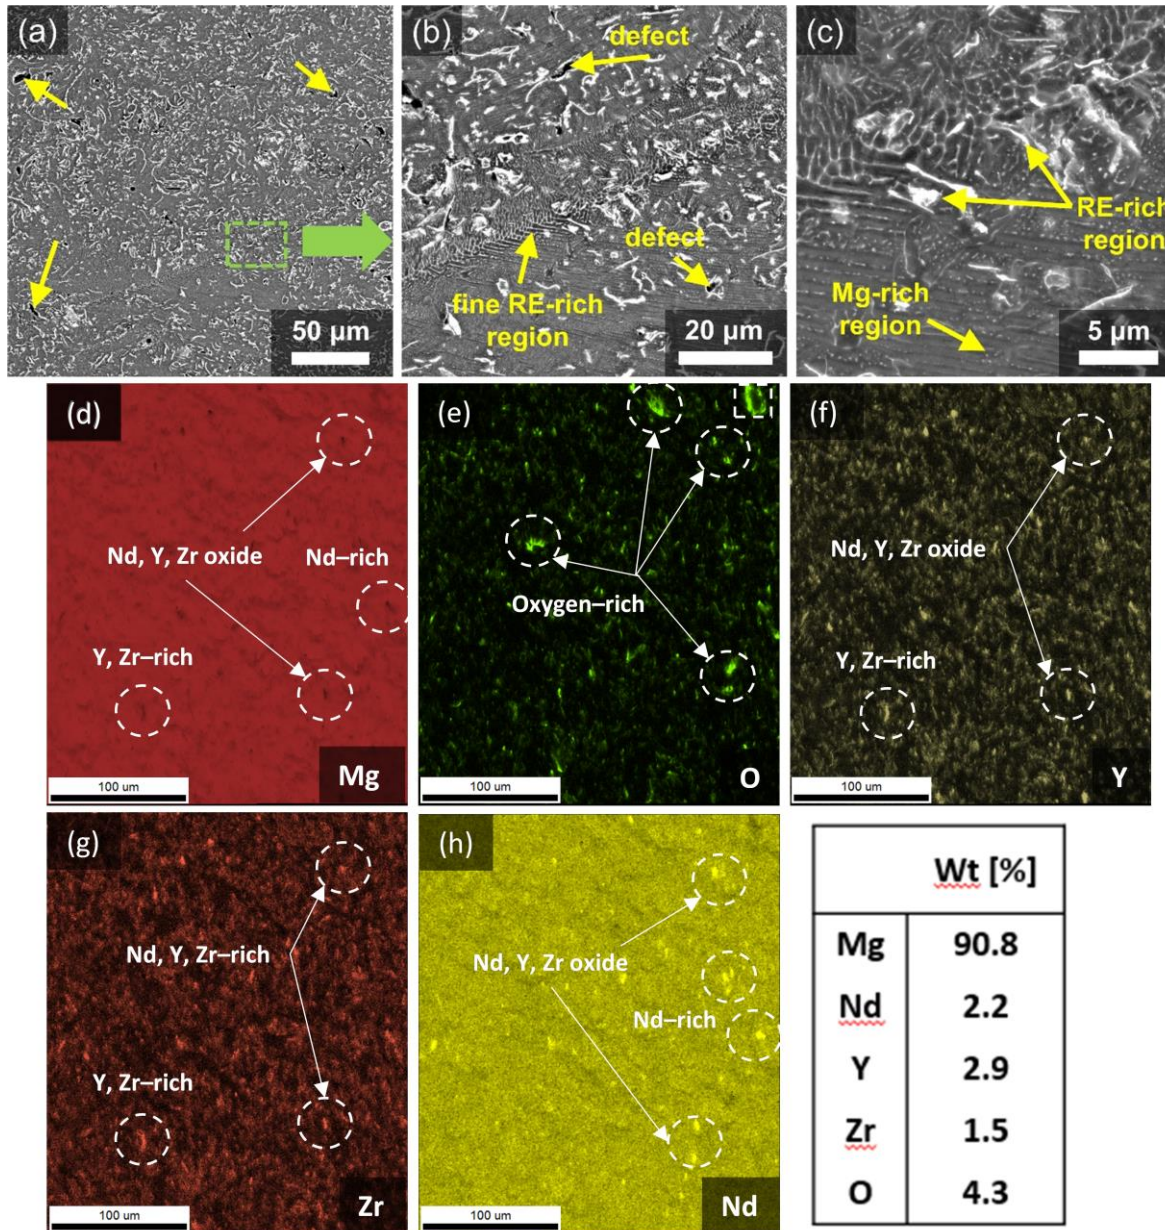 (a)
50 µm
(b)
defect
defect
fine RE-rich
region
20 µm
(c)
RE-rich
region
Mg-rich
region
5 µm
(d)
Nd, Y, Zr oxide
Nd–rich
Y, Zr–rich
100 um
Mg
(e)
Oxygen–rich
100 um
O
(f)
Nd, Y, Zr oxide
Y, Zr–rich
100 um
Y
(g)
Nd, Y, Zr–rich
Y, Zr–rich
100 um
Zr
(h)
Nd, Y, Zr oxide
Nd–rich
100 um
Nd
Wt [%]
Mg 90.8
Nd 2.2
Y 2.9
Zr 1.5
O 4.3